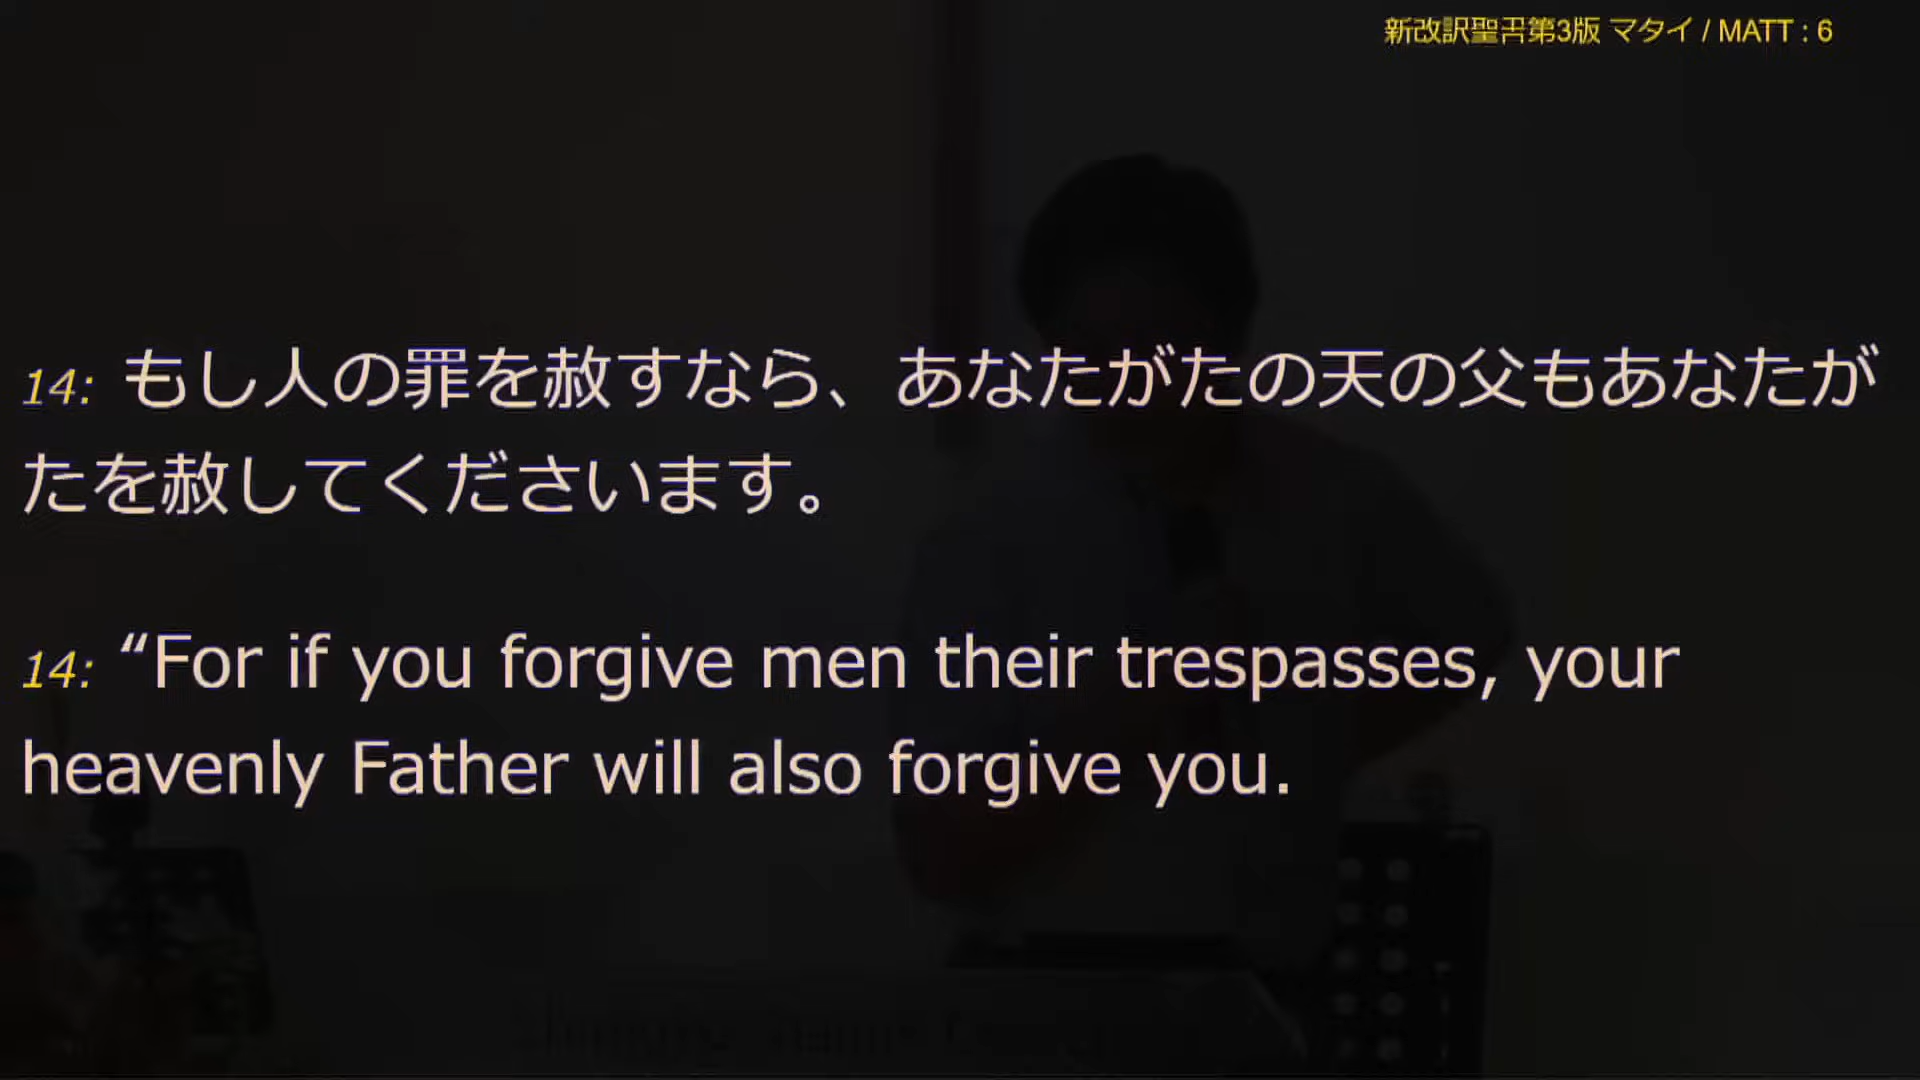 新改訳聖書第3版 マタイ / MATT : 6
14: もし人の罪を赦すなら、あなたがたの天の父もあなたが
たを赦してくださいます。
14: “For if you forgive men their trespasses, your
heavenly Father will also forgive you.